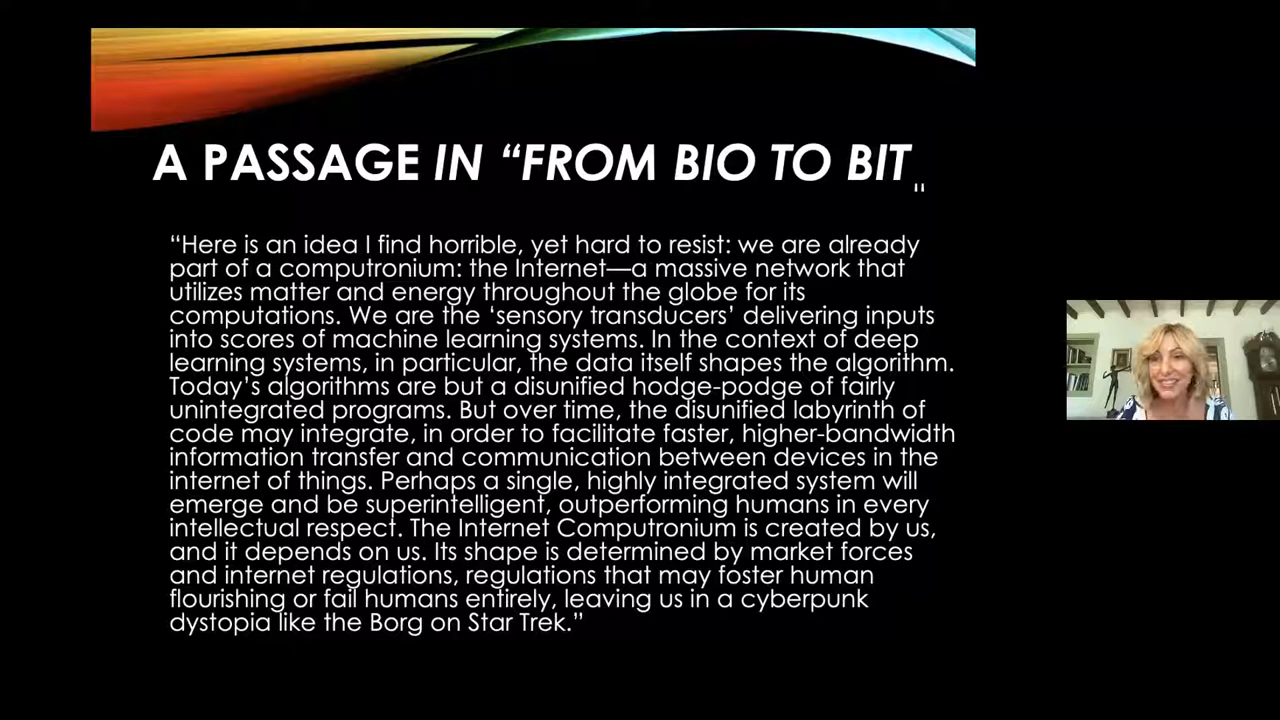 A PASSAGE IN “FROM BIO TO BIT"
“Here is an idea I find horrible, yet hard to resist: we are already
part of a computronium: the Internet—a massive network that
utilizes matter and energy throughout the globe for its
computations. We are the ‘sensory transducers’ delivering inputs
into scores of machine learning systems. In the context of deep
learning systems, in particular, the data itself shapes the algorithm.
Today’s algorithms are but a disunified hodge-podge of fairly
unintegrated programs. But over time, the disunified labyrinth of
code may integrate, in order to facilitate faster, higher-bandwidth
information transfer and communication between devices in the
internet of things. Perhaps a single, highly integrated system will
emerge and be superintelligent, outperforming humans in every
intellectual respect. The Internet Computronium is created by us,
and it depends on us. Its shape is determined by market forces
and internet regulations, regulations that may foster human
flourishing or fail humans entirely, leaving us in a cyberpunk
dystopia like the Borg on Star Trek.”